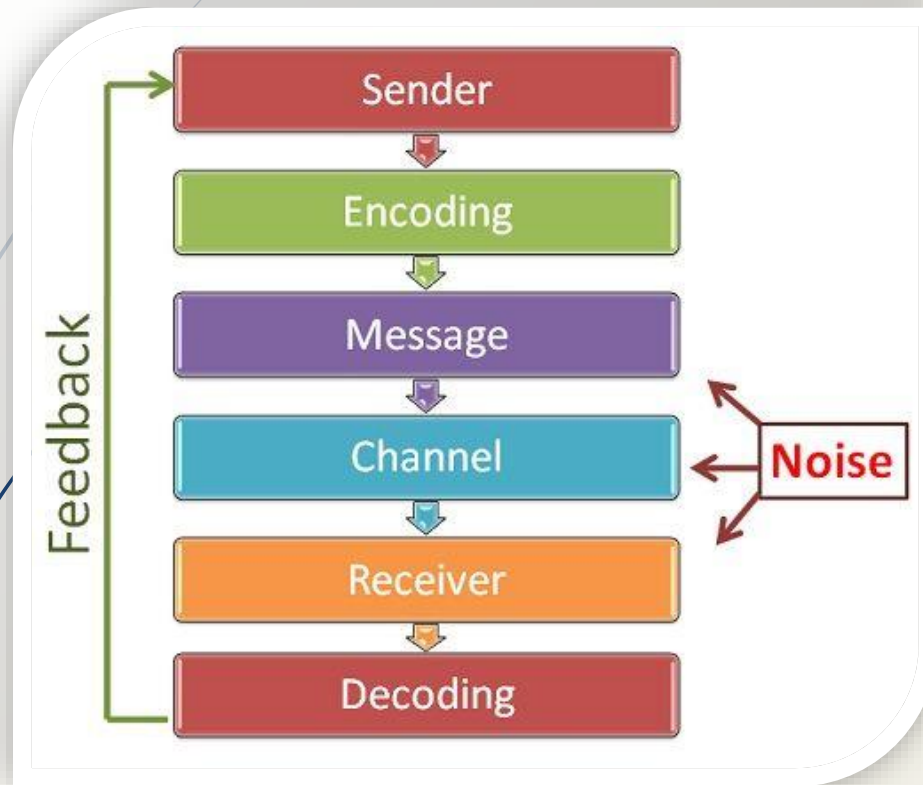 Sender
Encoding
Message
Channel
Receiver
Decoding
Feedback
Noise